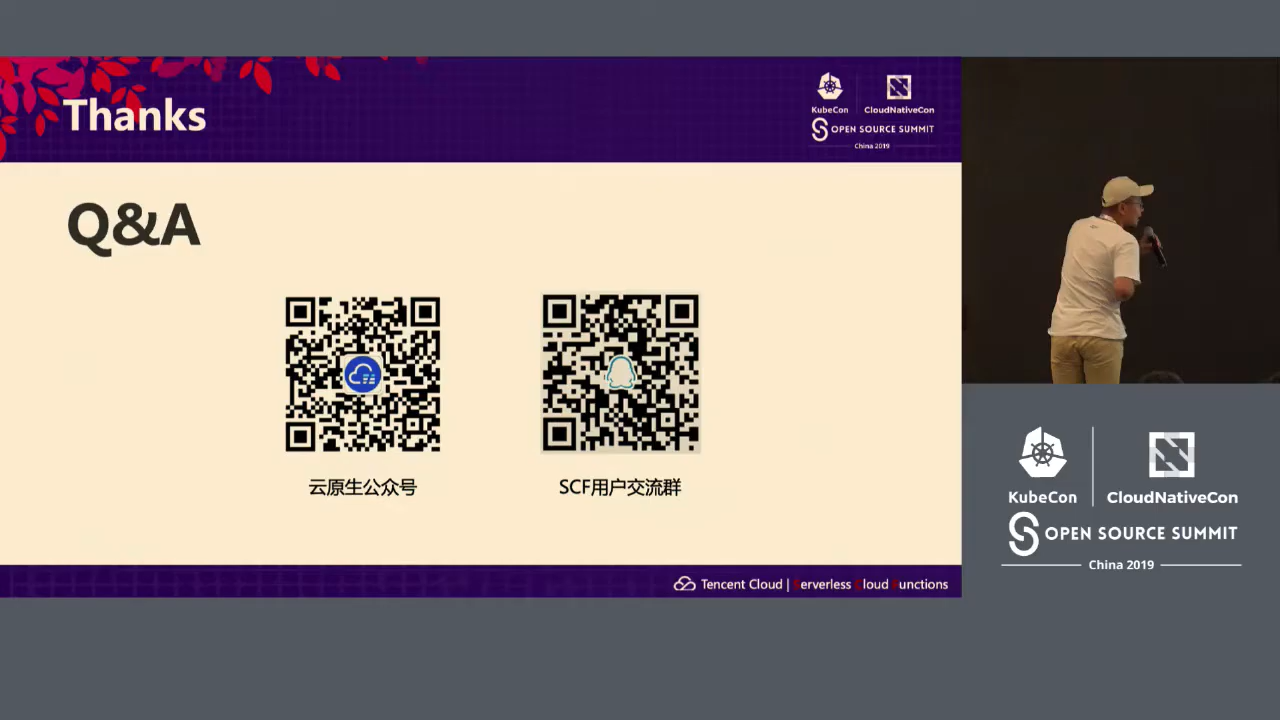 Thanks
KubeCon
CloudNativeCon
OPEN SOURCE SUMMIT
China 2019
Q&A
云原生公众号
SCF用户交流群
Tencent Cloud | Serverless Cloud Functions
KubeCon
CloudNativeCon
OPEN SOURCE SUMMIT
China 2019